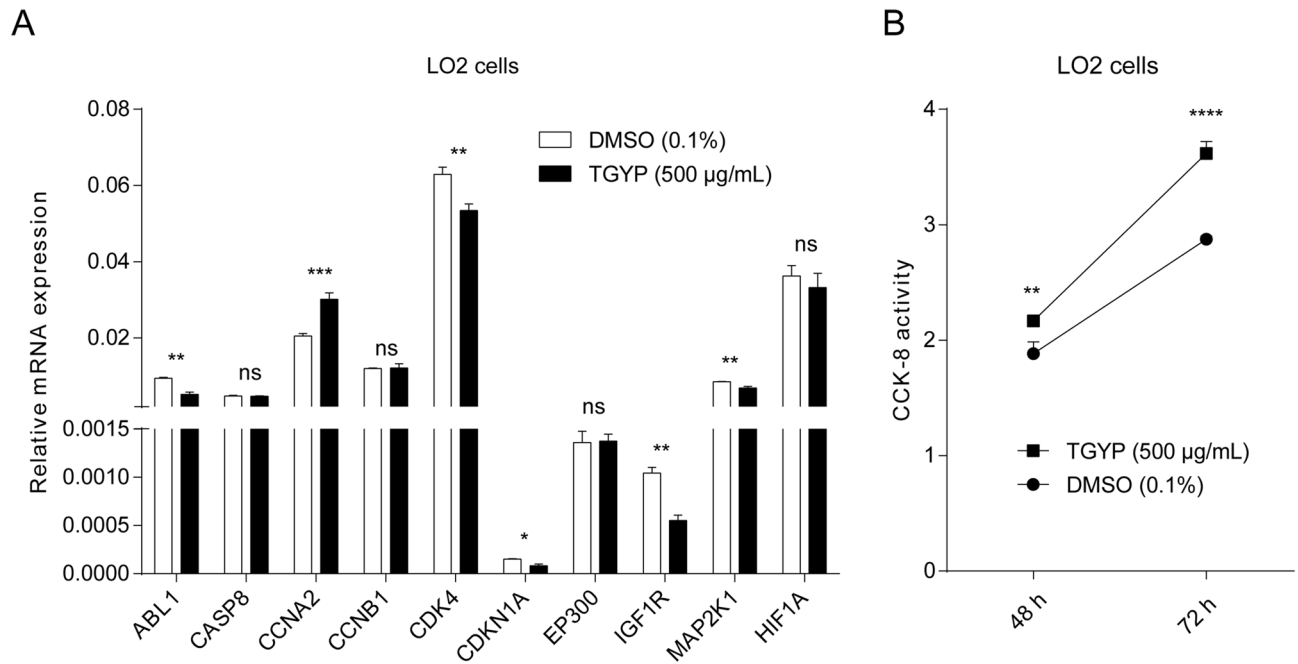 A
LO2 cells
Relative mRNA expression
0.08
0.06
0.04
0.02
0.0015
0.0010
0.0005
0.0000
DMSO (0.1%)
TGYP (500 µg/mL)
**
ns
***
ns
**
*
ns
**
**
ns
ABL1
CASP8
CCNA2
CCNB1
CDK4
CDKN1A
EP300
IGF1R
MAP2K1
HIF1A
B
LO2 cells
CCK-8 activity
4
3
2
1
0
**
****
TGYP (500 µg/mL)
DMSO (0.1%)
48 h
72 h